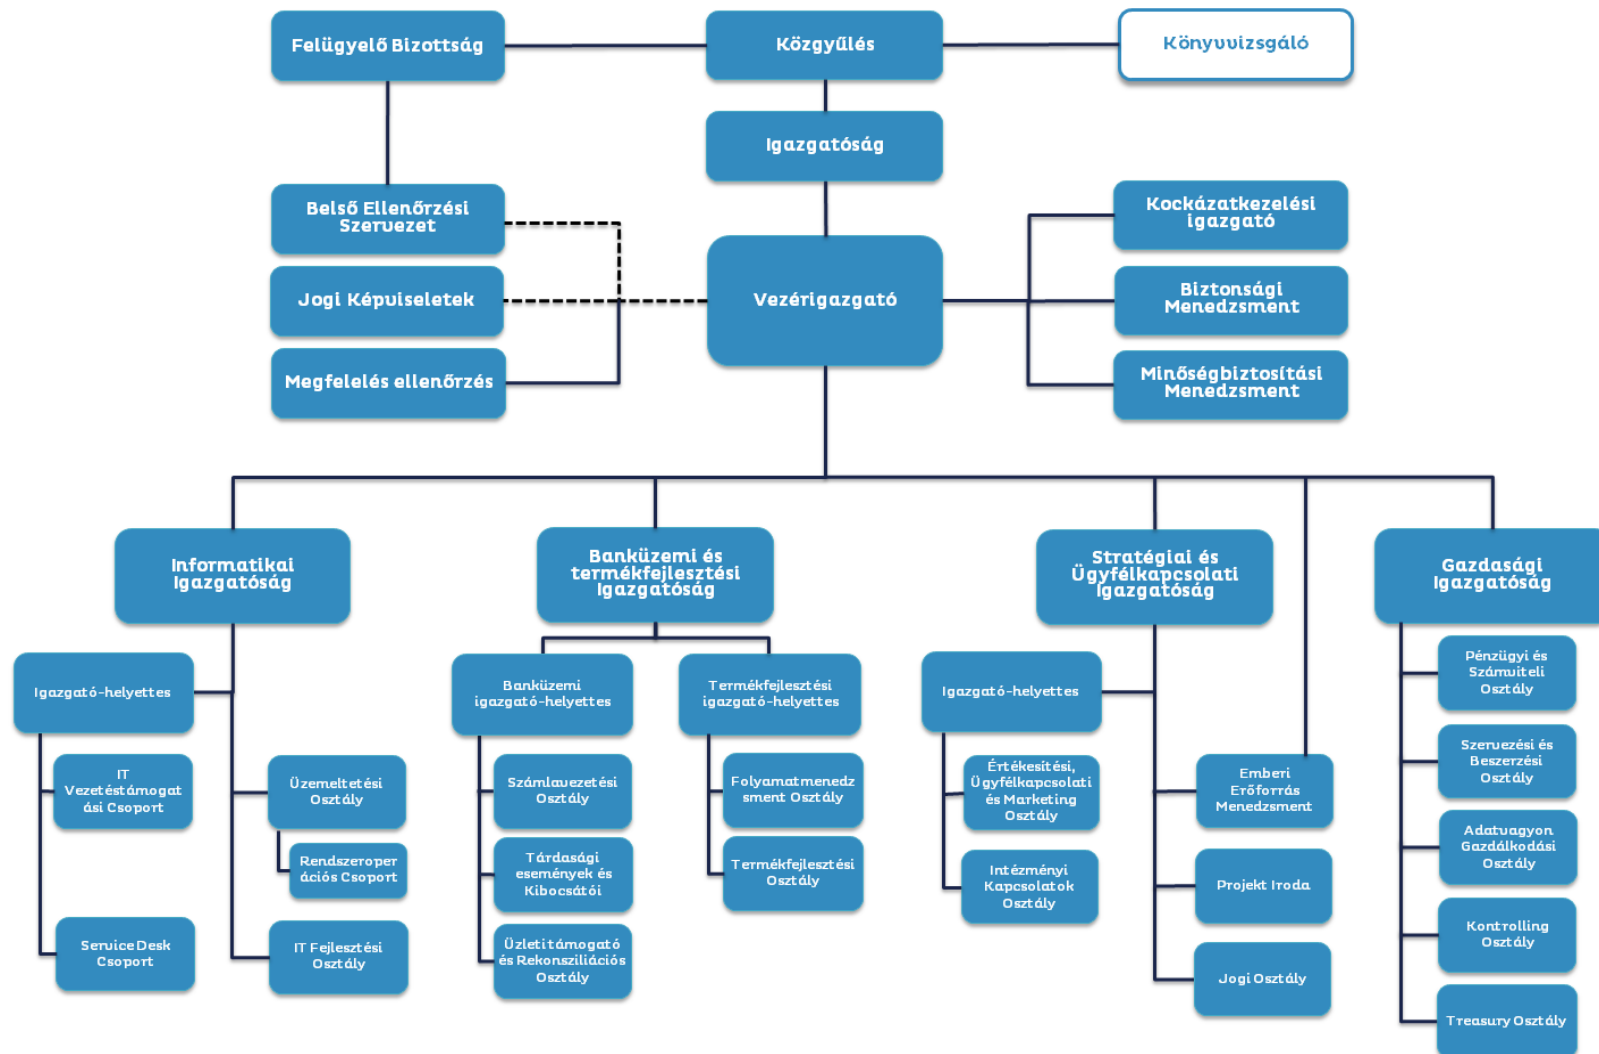 Felügyelő Bizottság
Közgyűlés
Könyvvizsgáló
Igazgatóság
Belső Ellenőrzési
Szervezet
Kockázatkezelési
igazgató
Jogi Képviseletek
Vezérigazgató
Biztonsági
Menedzsment
Megfelelés ellenőrzés
Minőségbiztosítási
Menedzsment
Informatikai
Igazgatóság
Banküzemi és
termékfejlesztési
Igazgatóság
Stratégiai és
Ügyfélkapcsolati
Igazgatóság
Gazdasági
Igazgatóság
Igazgató-helyettes
IT
Vezetéstámogat
ási Csoport
Service Desk
Csoport
Üzemeltetési
Osztály
Rendszeroper
ációs Csoport
IT Fejlesztési
Osztály
Banküzemi
igazgató-helyettes
Számlavezetési
Osztály
Tárdasági
események és
Kibocsátói
Üzleti támogató
és Rekonsziliációs
Osztály
Termékfejlesztési
igazgató-helyettes
Folyamatmenedz
sment Osztály
Termékfejlesztési
Osztály
Igazgató-helyettes
Értékesítési,
Ügyfélkapcsolati
és Marketing
Osztály
Intézményi
Kapcsolatok
Osztály
Emberi
Erőforrás
Menedzsment
Projekt Iroda
Jogi Osztály
Pénzügyi és
Számviteli
Osztály
Szervezési és
Beszerzési
Osztály
Adatvagyon
Gazdálkodási
Osztály
Kontrolling
Osztály
Treasury Osztály